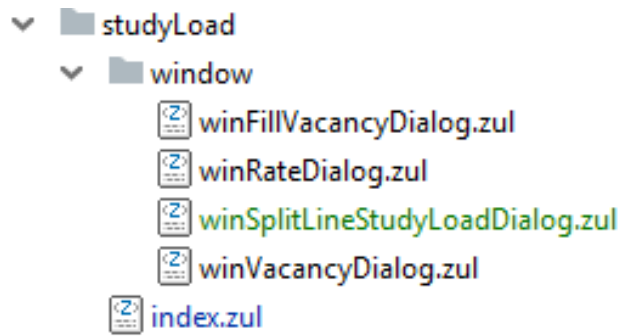 studyLoad
window
winFillVacancyDialog.zul
winRateDialog.zul
winSplitLineStudyLoadDialog.zul
winVacancyDialog.zul
index.zul